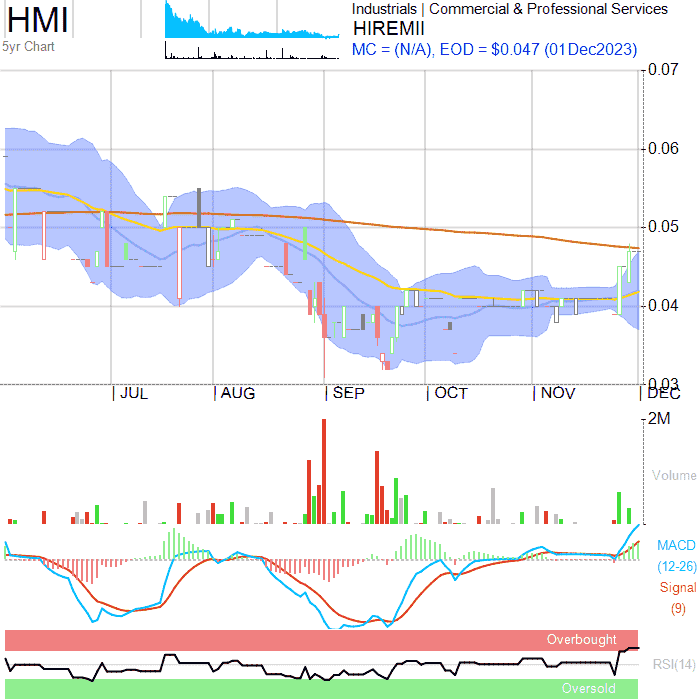 HMI
5yr Chart
Industrials | Commercial & Professional Services
HIREMII
MC = (N/A), EOD = $0.047 (01Dec2023)
0.07
0.06
0.05
0.04
0.03
| JUL | AUG | SEP | OCT | NOV | DEC
2M
Volume
MACD
(12-26)
Signal
(9)
Overbought
RSI(14)
Oversold